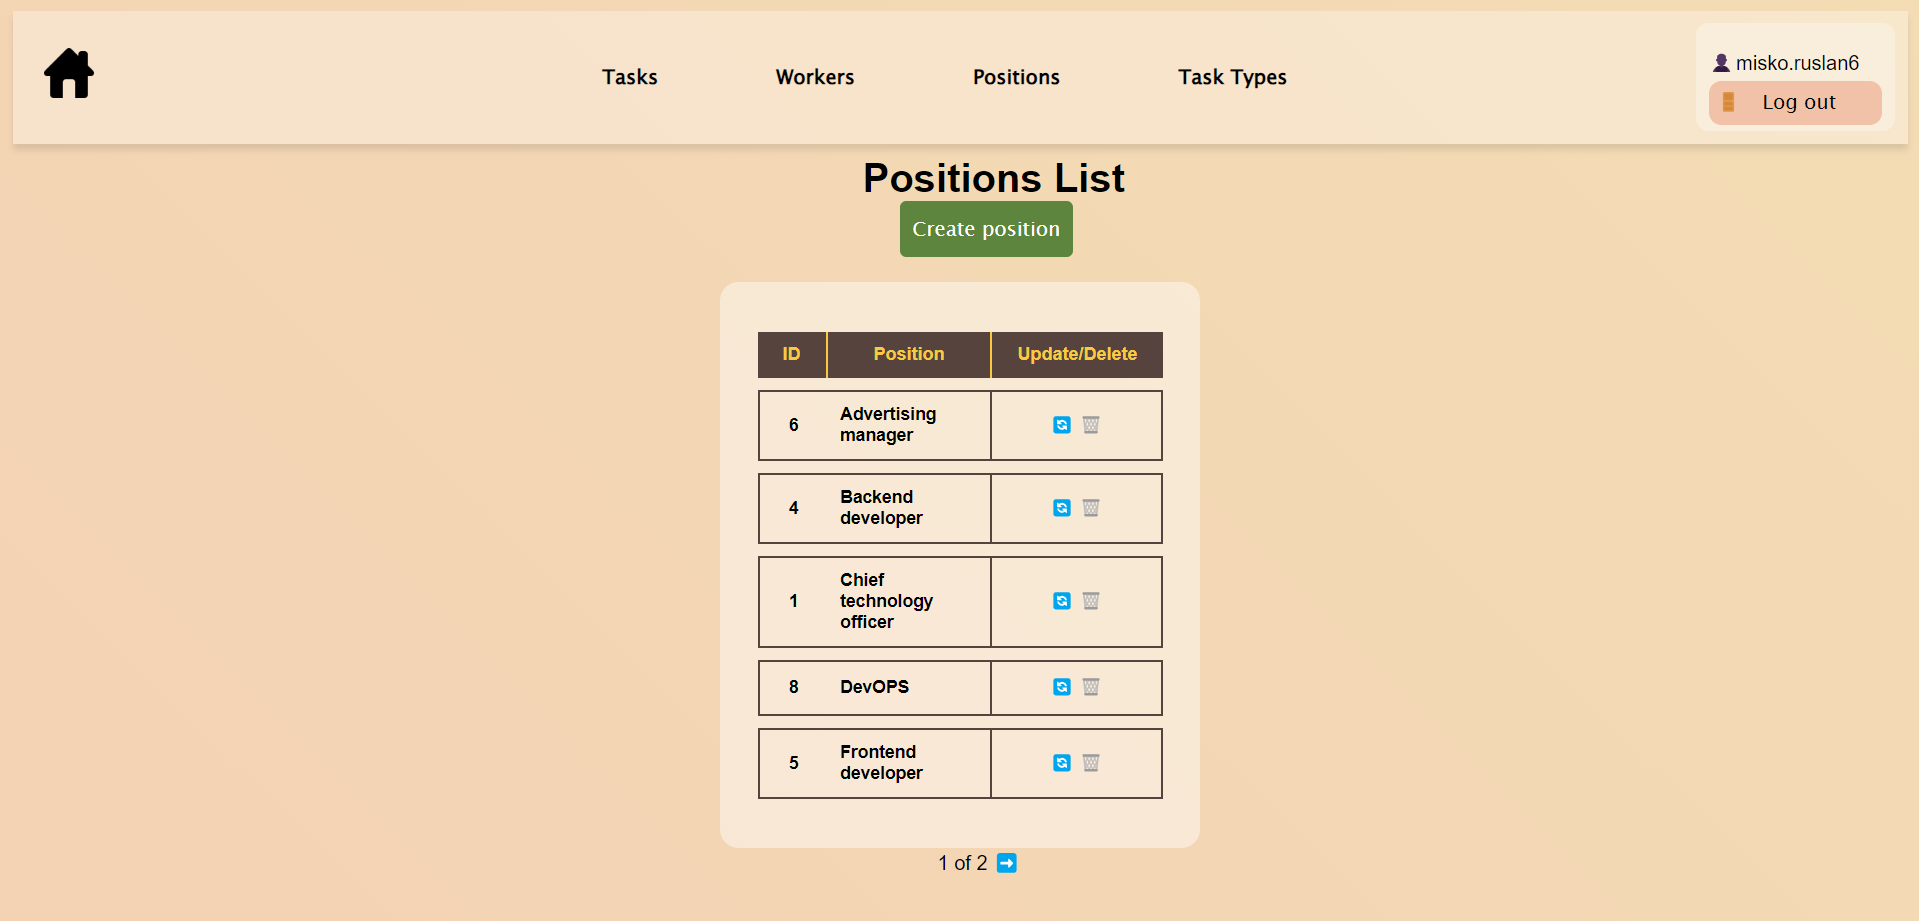 Tasks
Workers
Positions
Task Types
misko.ruslan6
Log out
Positions List
Create position
ID Position Update/Delete
6 Advertising
manager
4 Backend
developer
1 Chief
technology
officer
8 DevOPS
5 Frontend
developer
1 of 2